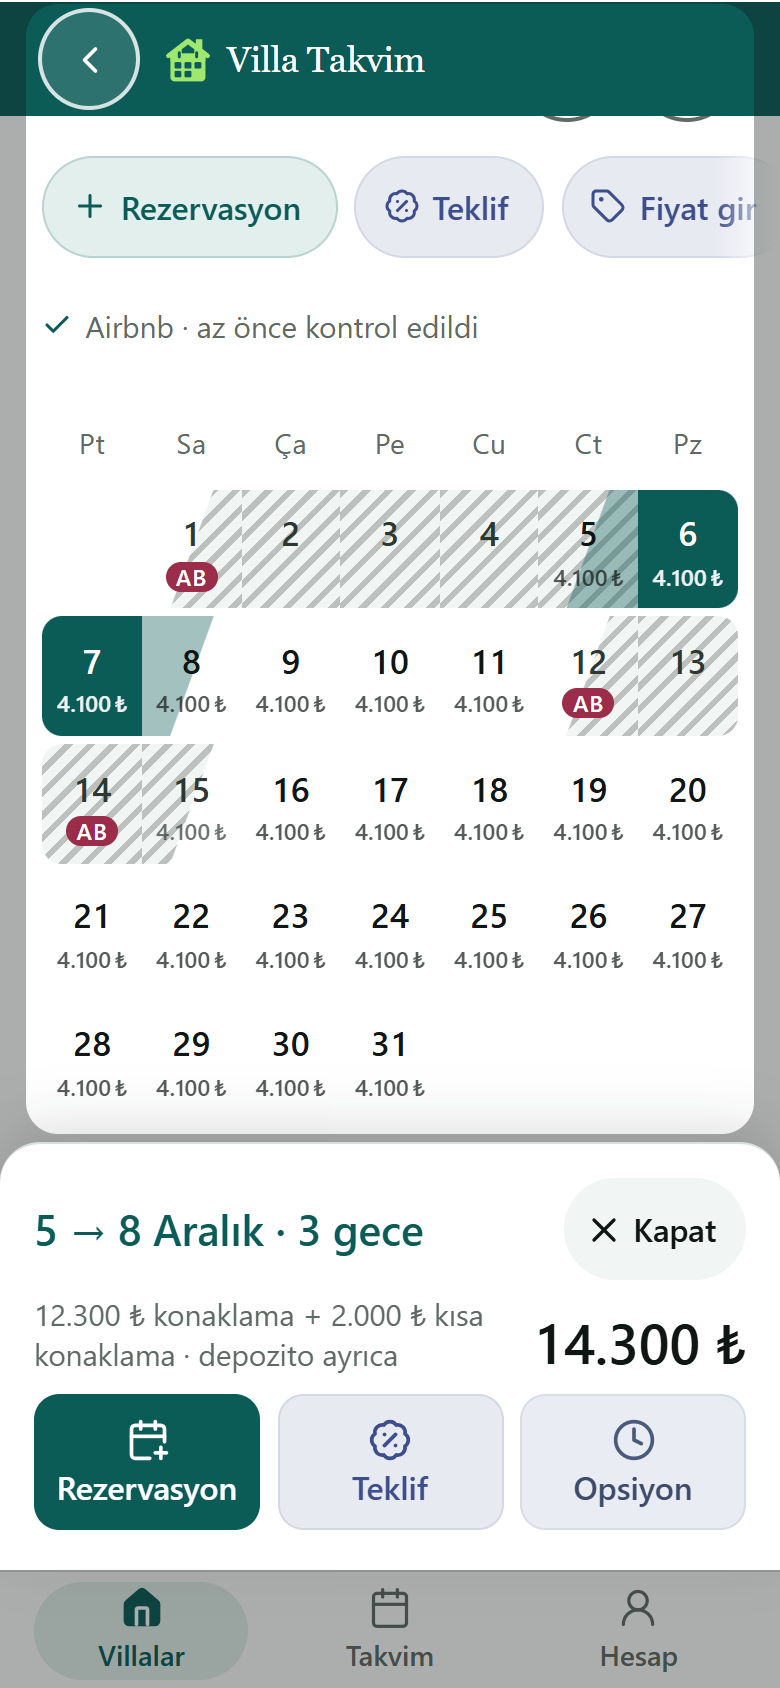 Villa Takvim
Rezervasyon
Teklif
Fiyat gir
Airbnb · az önce kontrol edildi
Pt Sa Ça Pe Cu Ct Pz
1 2 3 4 5 6
AB 4.100 ₺ 4.100 ₺
7 8 9 10 11 12 13
4.100 ₺ 4.100 ₺ 4.100 ₺ 4.100 ₺ 4.100 ₺ AB
14 15 16 17 18 19 20
AB 4.100 ₺ 4.100 ₺ 4.100 ₺ 4.100 ₺ 4.100 ₺ 4.100 ₺
21 22 23 24 25 26 27
4.100 ₺ 4.100 ₺ 4.100 ₺ 4.100 ₺ 4.100 ₺ 4.100 ₺ 4.100 ₺
28 29 30 31
4.100 ₺ 4.100 ₺ 4.100 ₺ 4.100 ₺
5 → 8 Aralık · 3 gece
Kapat
12.300 ₺ konaklama + 2.000 ₺ kısa
konaklama · depozito ayrıca
14.300 ₺
Rezervasyon
Teklif
Opsiyon
Villalar
Takvim
Hesap